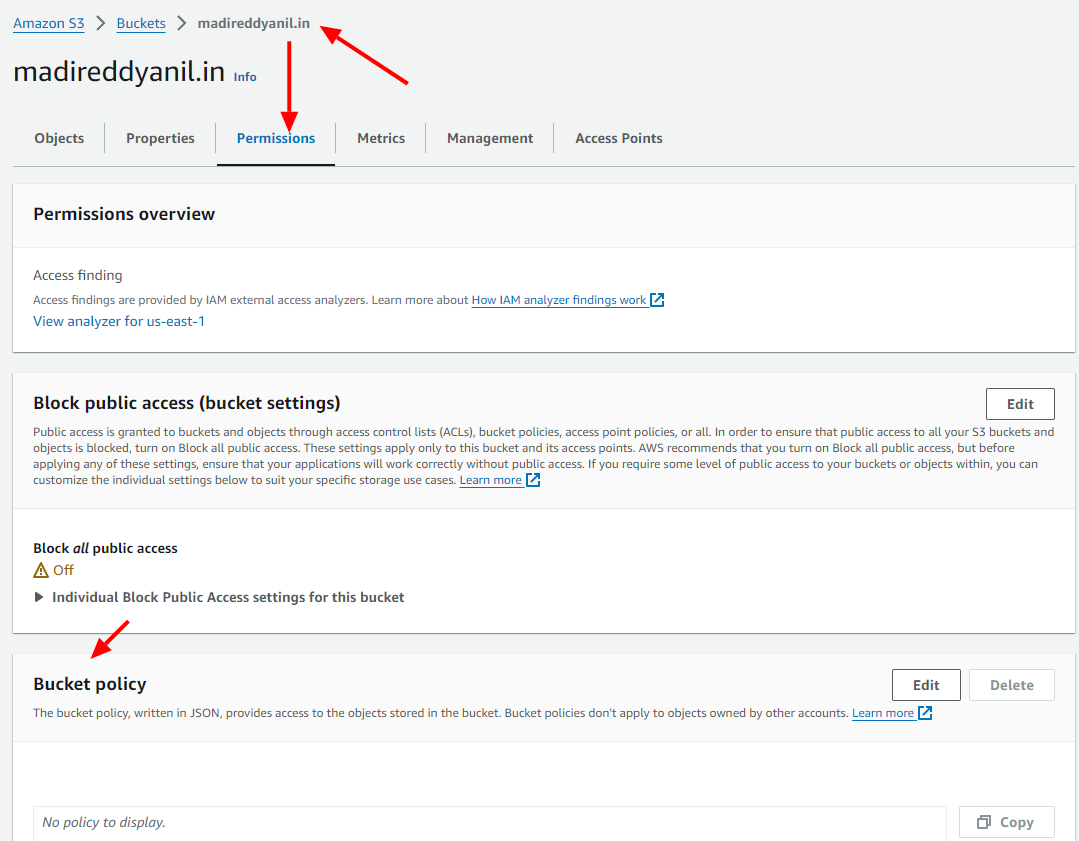 Amazon S3 > Buckets > madireddyanil.in
madireddyanil.in Info
Objects Properties Permissions Metrics Management Access Points
Permissions overview
Access finding
Access findings are provided by IAM external access analyzers. Learn more about How IAM analyzer findings work
View analyzer for us-east-1
Block public access (bucket settings) Edit
Public access is granted to buckets and objects through access control lists (ACLs), bucket policies, access point policies, or all. In order to ensure that public access to all your S3 buckets and
objects is blocked, turn on Block all public access. These settings apply only to this bucket and its access points. AWS recommends that you turn on Block all public access, but before
applying any of these settings, ensure that your applications will work correctly without public access. If you require some level of public access to your buckets or objects within, you can
customize the individual settings below to suit your specific storage use cases. Learn more
Block all public access
Off
Individual Block Public Access settings for this bucket
Bucket policy Edit Delete
The bucket policy, written in JSON, provides access to the objects stored in the bucket. Bucket policies don't apply to objects owned by other accounts. Learn more
No policy to display. Copy